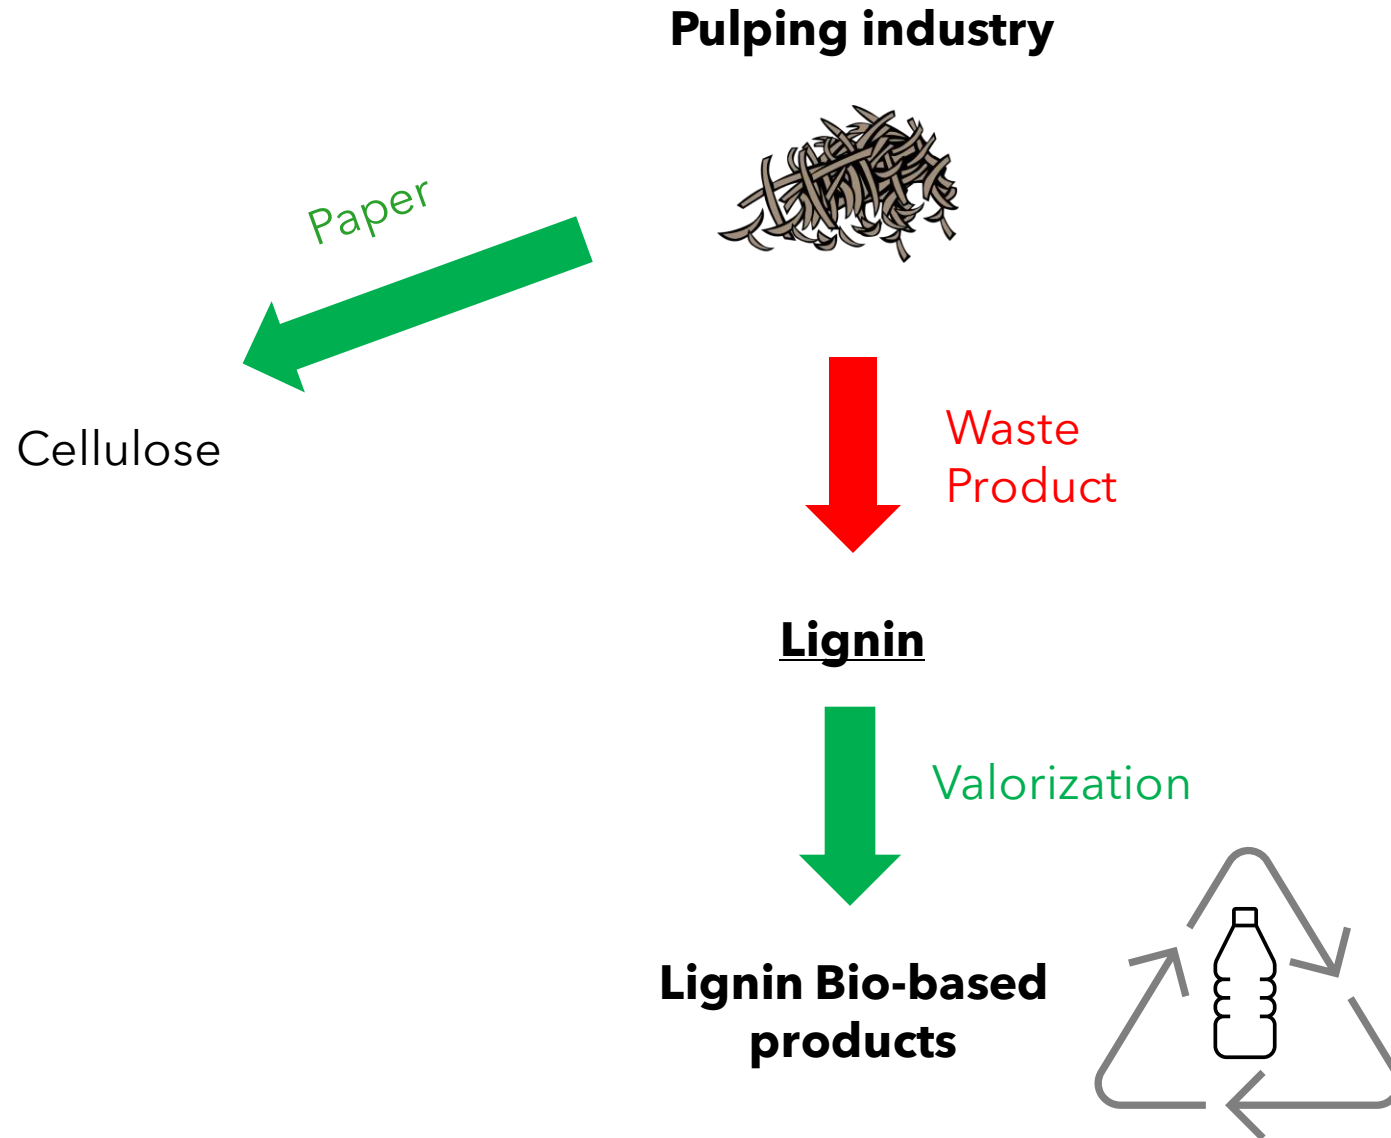 Pulping industry
Paper
Cellulose
Waste
Product
Lignin
Valorization
Lignin Bio-based
products